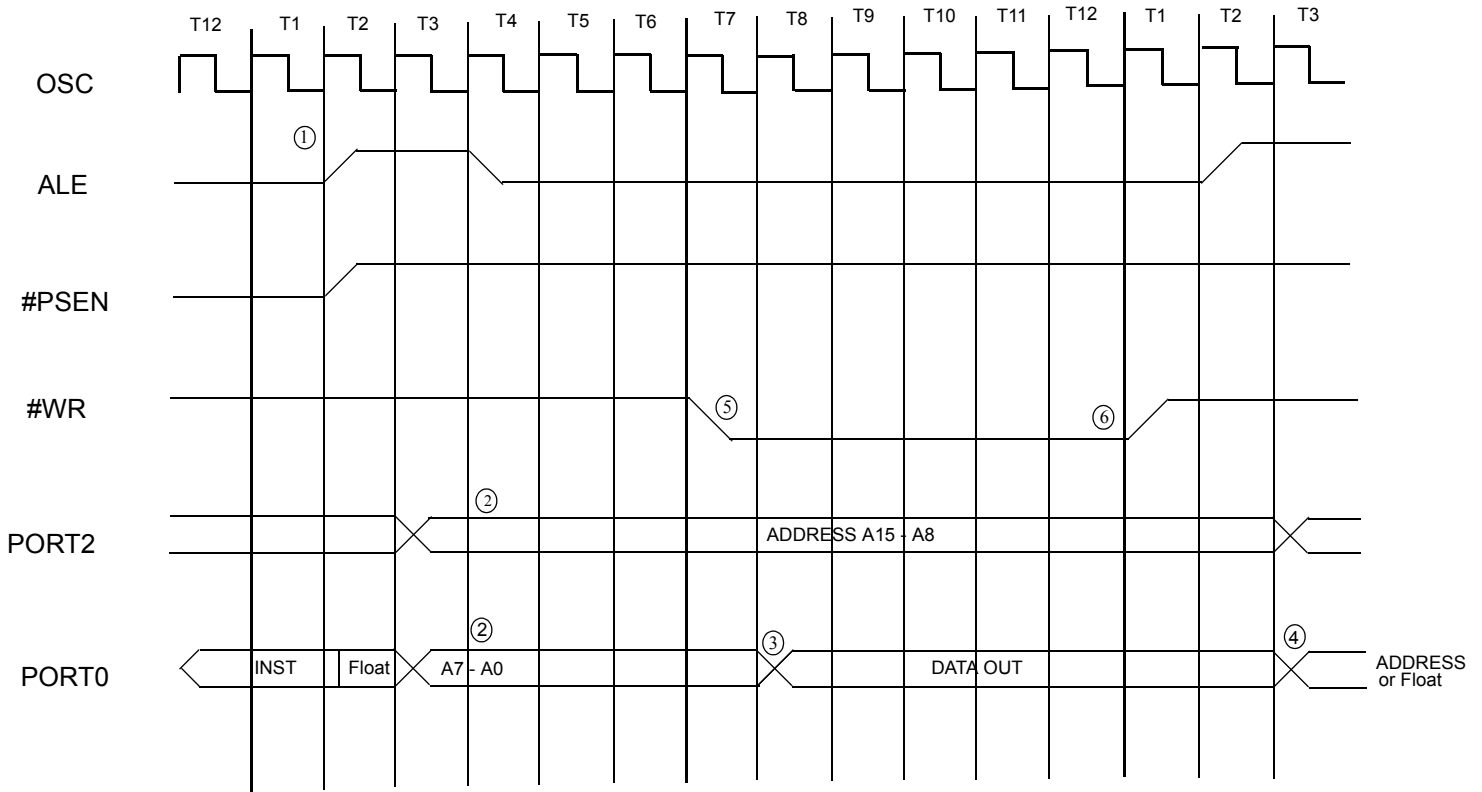 T12 T1 T2 T3 T4 T5 T6 T7 T8 T9 T10 T11 T12 T1 T2 T3
OSC
①
ALE
#PSEN
#WR
⑤
⑥
②
PORT2
ADDRESS A15 - A8
②
③
④
PORT0
INST
Float
A7 - A0
DATA OUT
ADDRESS
or Float